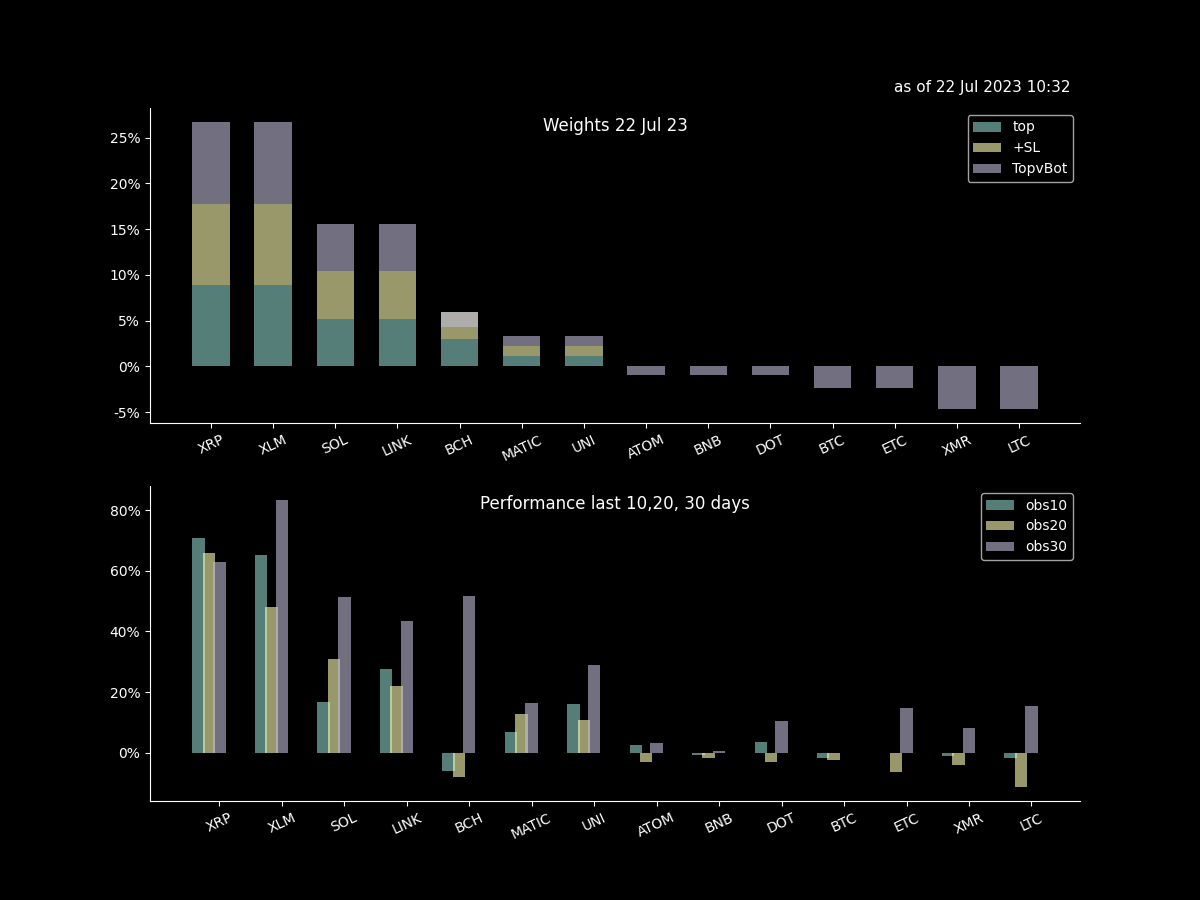 as of 22 Jul 2023 10:32
Weights 22 Jul 23
top
+SL
TopvBot
25%
20%
15%
10%
5%
0%
-5%
XRP XLM SOL LINK BCH MATIC UNI ATOM BNB DOT BTC ETC XMR LTC
Performance last 10,20, 30 days
obs10
obs20
obs30
80%
60%
40%
20%
0%
XRP XLM SOL LINK BCH MATIC UNI ATOM BNB DOT BTC ETC XMR LTC